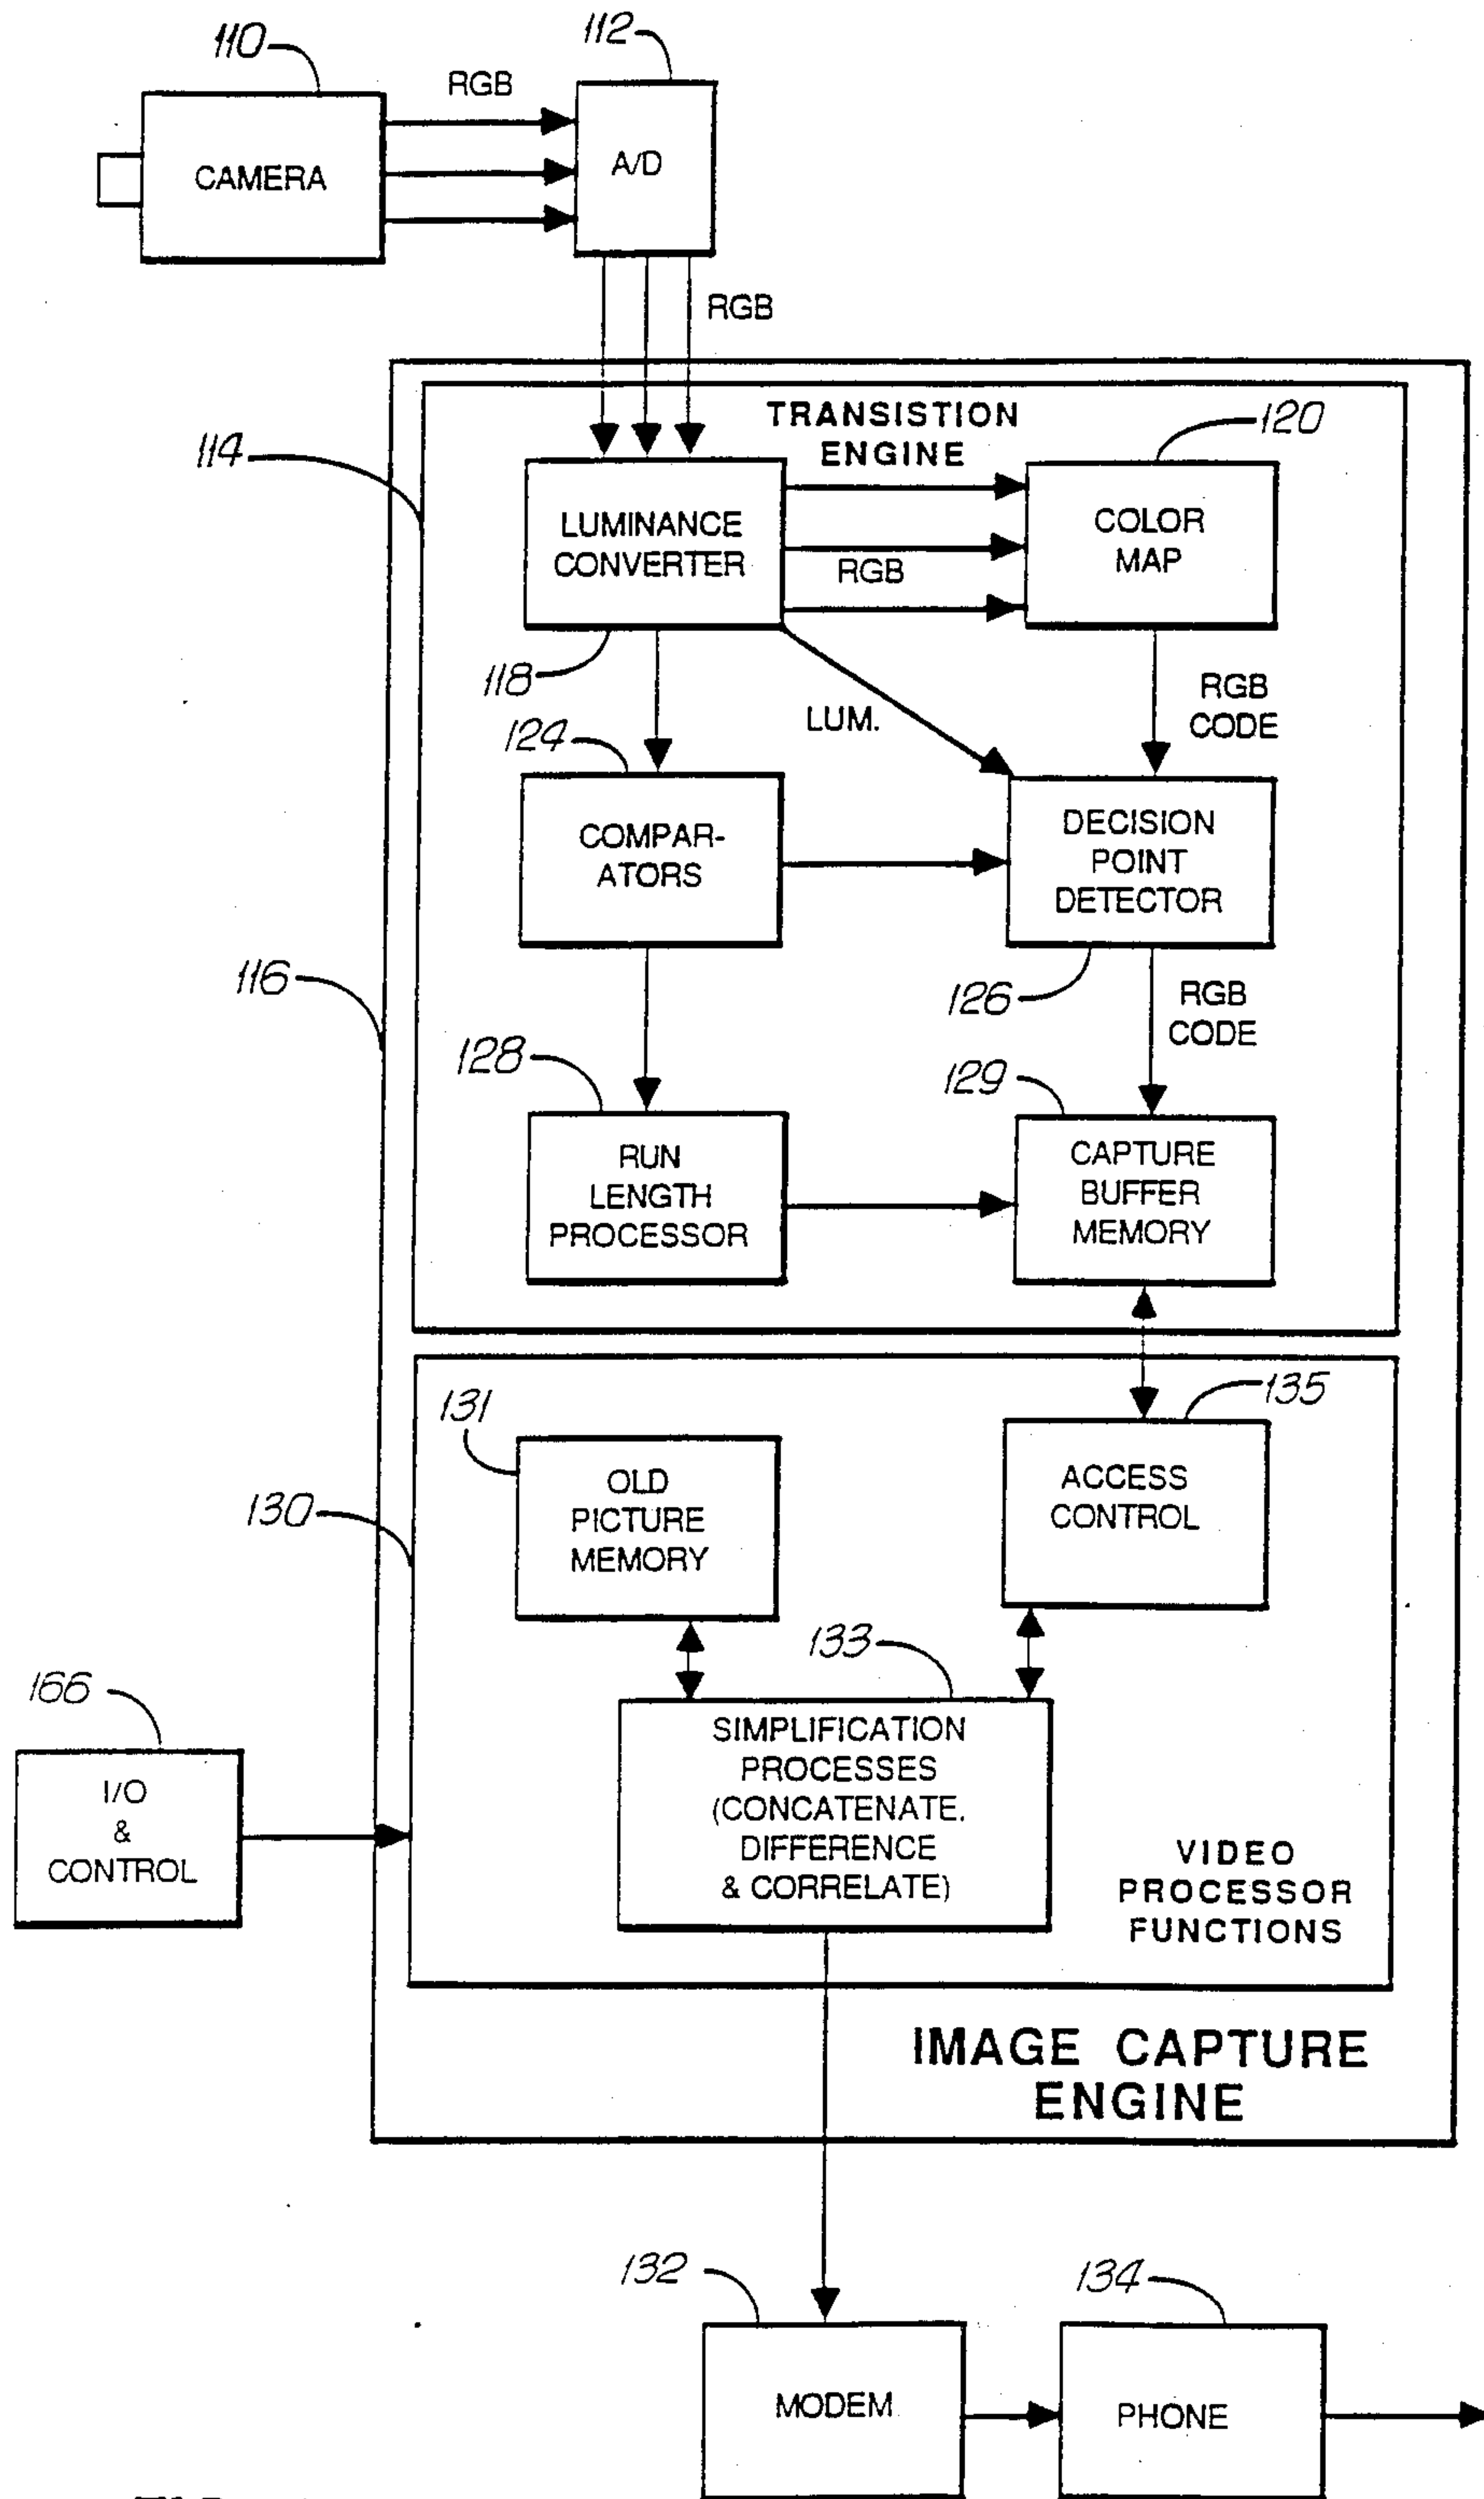 110
112
RGB
CAMERA
A/D
RGB
TRANSISTION
ENGINE
120
114
LUMINANCE
CONVERTER
RGB
COLOR
MAP
118
LUM.
RGB
CODE
124
COMPAR-
ATORS
DECISION
POINT
DETECTOR
116
126
RGB
CODE
128
129
RUN
LENGTH
PROCESSOR
CAPTURE
BUFFER
MEMORY
131
135
OLD
PICTURE
MEMORY
ACCESS
CONTROL
130
133
166
SIMPLIFICATION
PROCESSES
(CONCATENATE,
DIFFERENCE
& CORRELATE)
I/O
&
CONTROL
VIDEO
PROCESSOR
FUNCTIONS
IMAGE CAPTURE
ENGINE
132
134
MODEM
PHONE